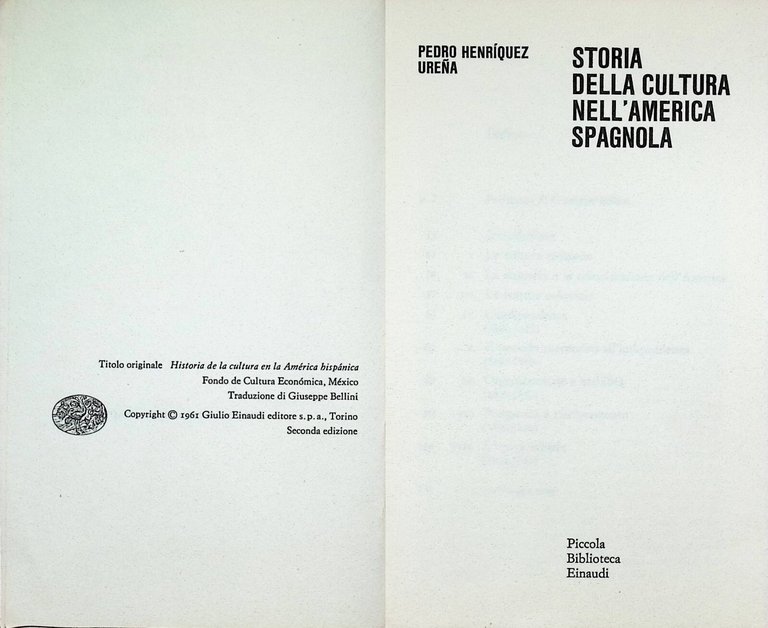 Titolo originale Historia de la cultura en la América hispánica
Fondo de Cultura Económica, México
Traduzione di Giuseppe Bellini
Copyright © 1961 Giulio Einaudi editore s.p.a., Torino
Seconda edizione
PEDRO HENRÍQUEZ
UREÑA
STORIA
DELLA CULTURA
NELL'AMERICA
SPAGNOLA
Piccola
Biblioteca
Einaudi